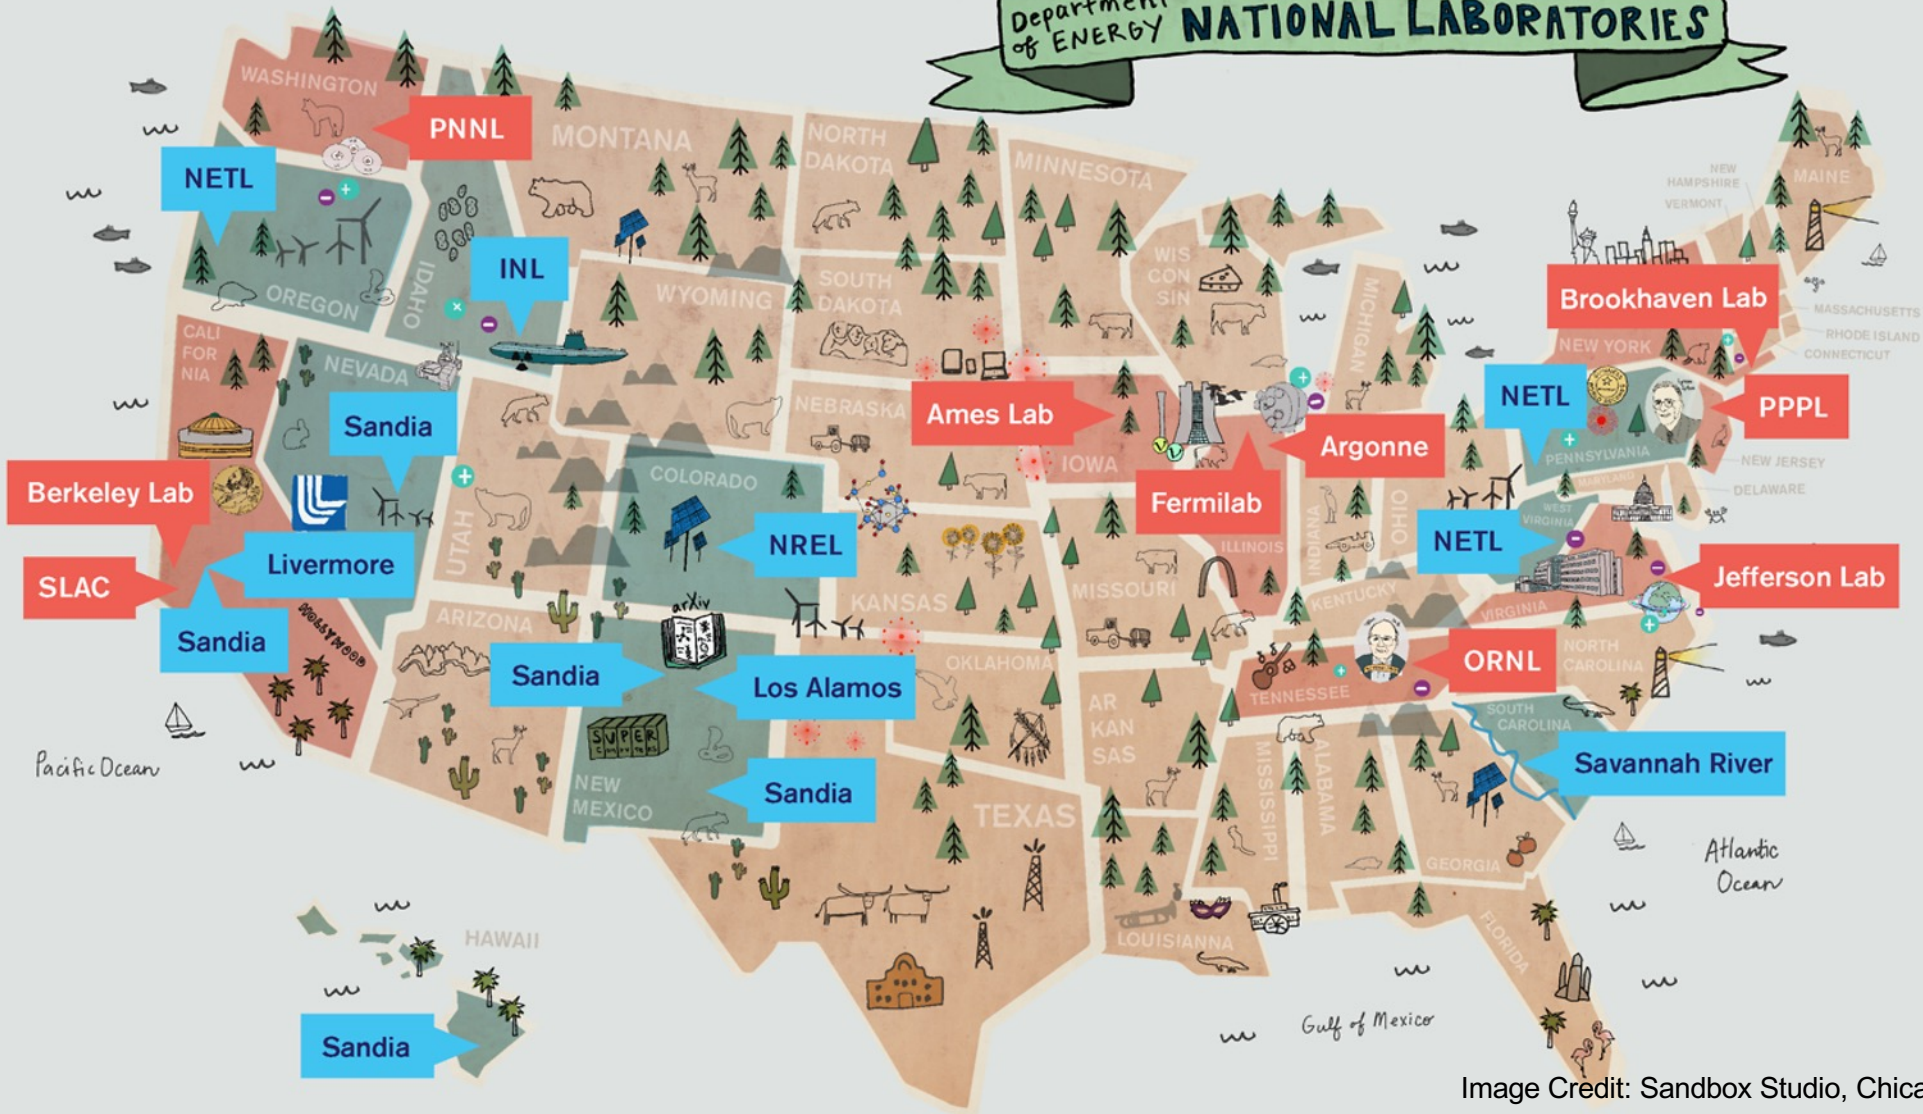 Department
of ENERGY NATIONAL LABORATORIES
WASHINGTON
PNNL
MONTANA
NORTH
DAKOTA
MINNESOTA
NEW
HAMPSHIRE
VERMONT
MAINE
NETL
OREGON
IDAHO
INL
WYOMING
SOUTH
DAKOTA
WIS
CON
SIN
MICHIGAN
Brookhaven Lab
MASSACHUSETTS
RHODE ISLAND
CONNECTICUT
NEW YORK
CALI
FOR
NIA
NEVADA
Sandia
NEBRASKA
Ames Lab
IOWA
Argonne
Fermilab
ILLINOIS
INDIANA
OHIO
NETL
PPPL
PENNSYLVANIA
NEW JERSEY
MARYLAND
DELAWARE
WEST
VIRGINIA
Berkeley Lab
SLAC
Livermore
Sandia
HOLLYWOOD
UTAH
COLORADO
NREL
KANSAS
MISSOURI
KENTUCKY
NETL
VIRGINIA
Jefferson Lab
ARIZONA
arXiv
Sandia
Los Alamos
SUPER
NEW
MEXICO
Sandia
OKLAHOMA
AR
KAN
SAS
TENNESSEE
ORNL
NORTH
CAROLINA
SOUTH
CAROLINA
Savannah River
Pacific Ocean
TEXAS
MISSISSIPPI
ALABAMA
GEORGIA
Atlantic
Ocean
LOUISIANNA
FLORIDA
HAWAII
Sandia
Gulf of Mexico
Image Credit: Sandbox Studio, Chica